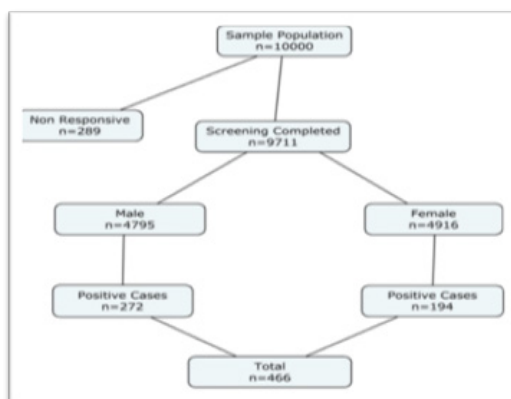 Sample Population
n=10000
Non Responsive
n=289
Screening Completed
n=9711
Male
n=4795
Female
n=4916
Positive Cases
n=272
Positive Cases
n=194
Total
n=466